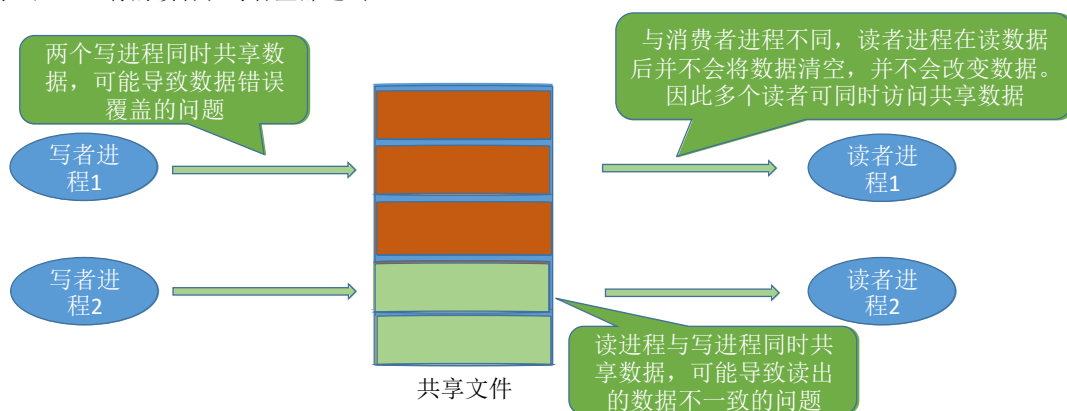 两个写进程同时共享数
据，可能导致数据错误
覆盖的问题
与消费者进程不同，读者进程在读数据
后并不会将数据清空，并不会改变数据。
因此多个读者可同时访问共享数据
写者进
程1
读者进
程1
写者进
程2
读者进
程2
读进程与写进程同时共
享数据，可能导致读出
的数据不一致的问题
共享文件